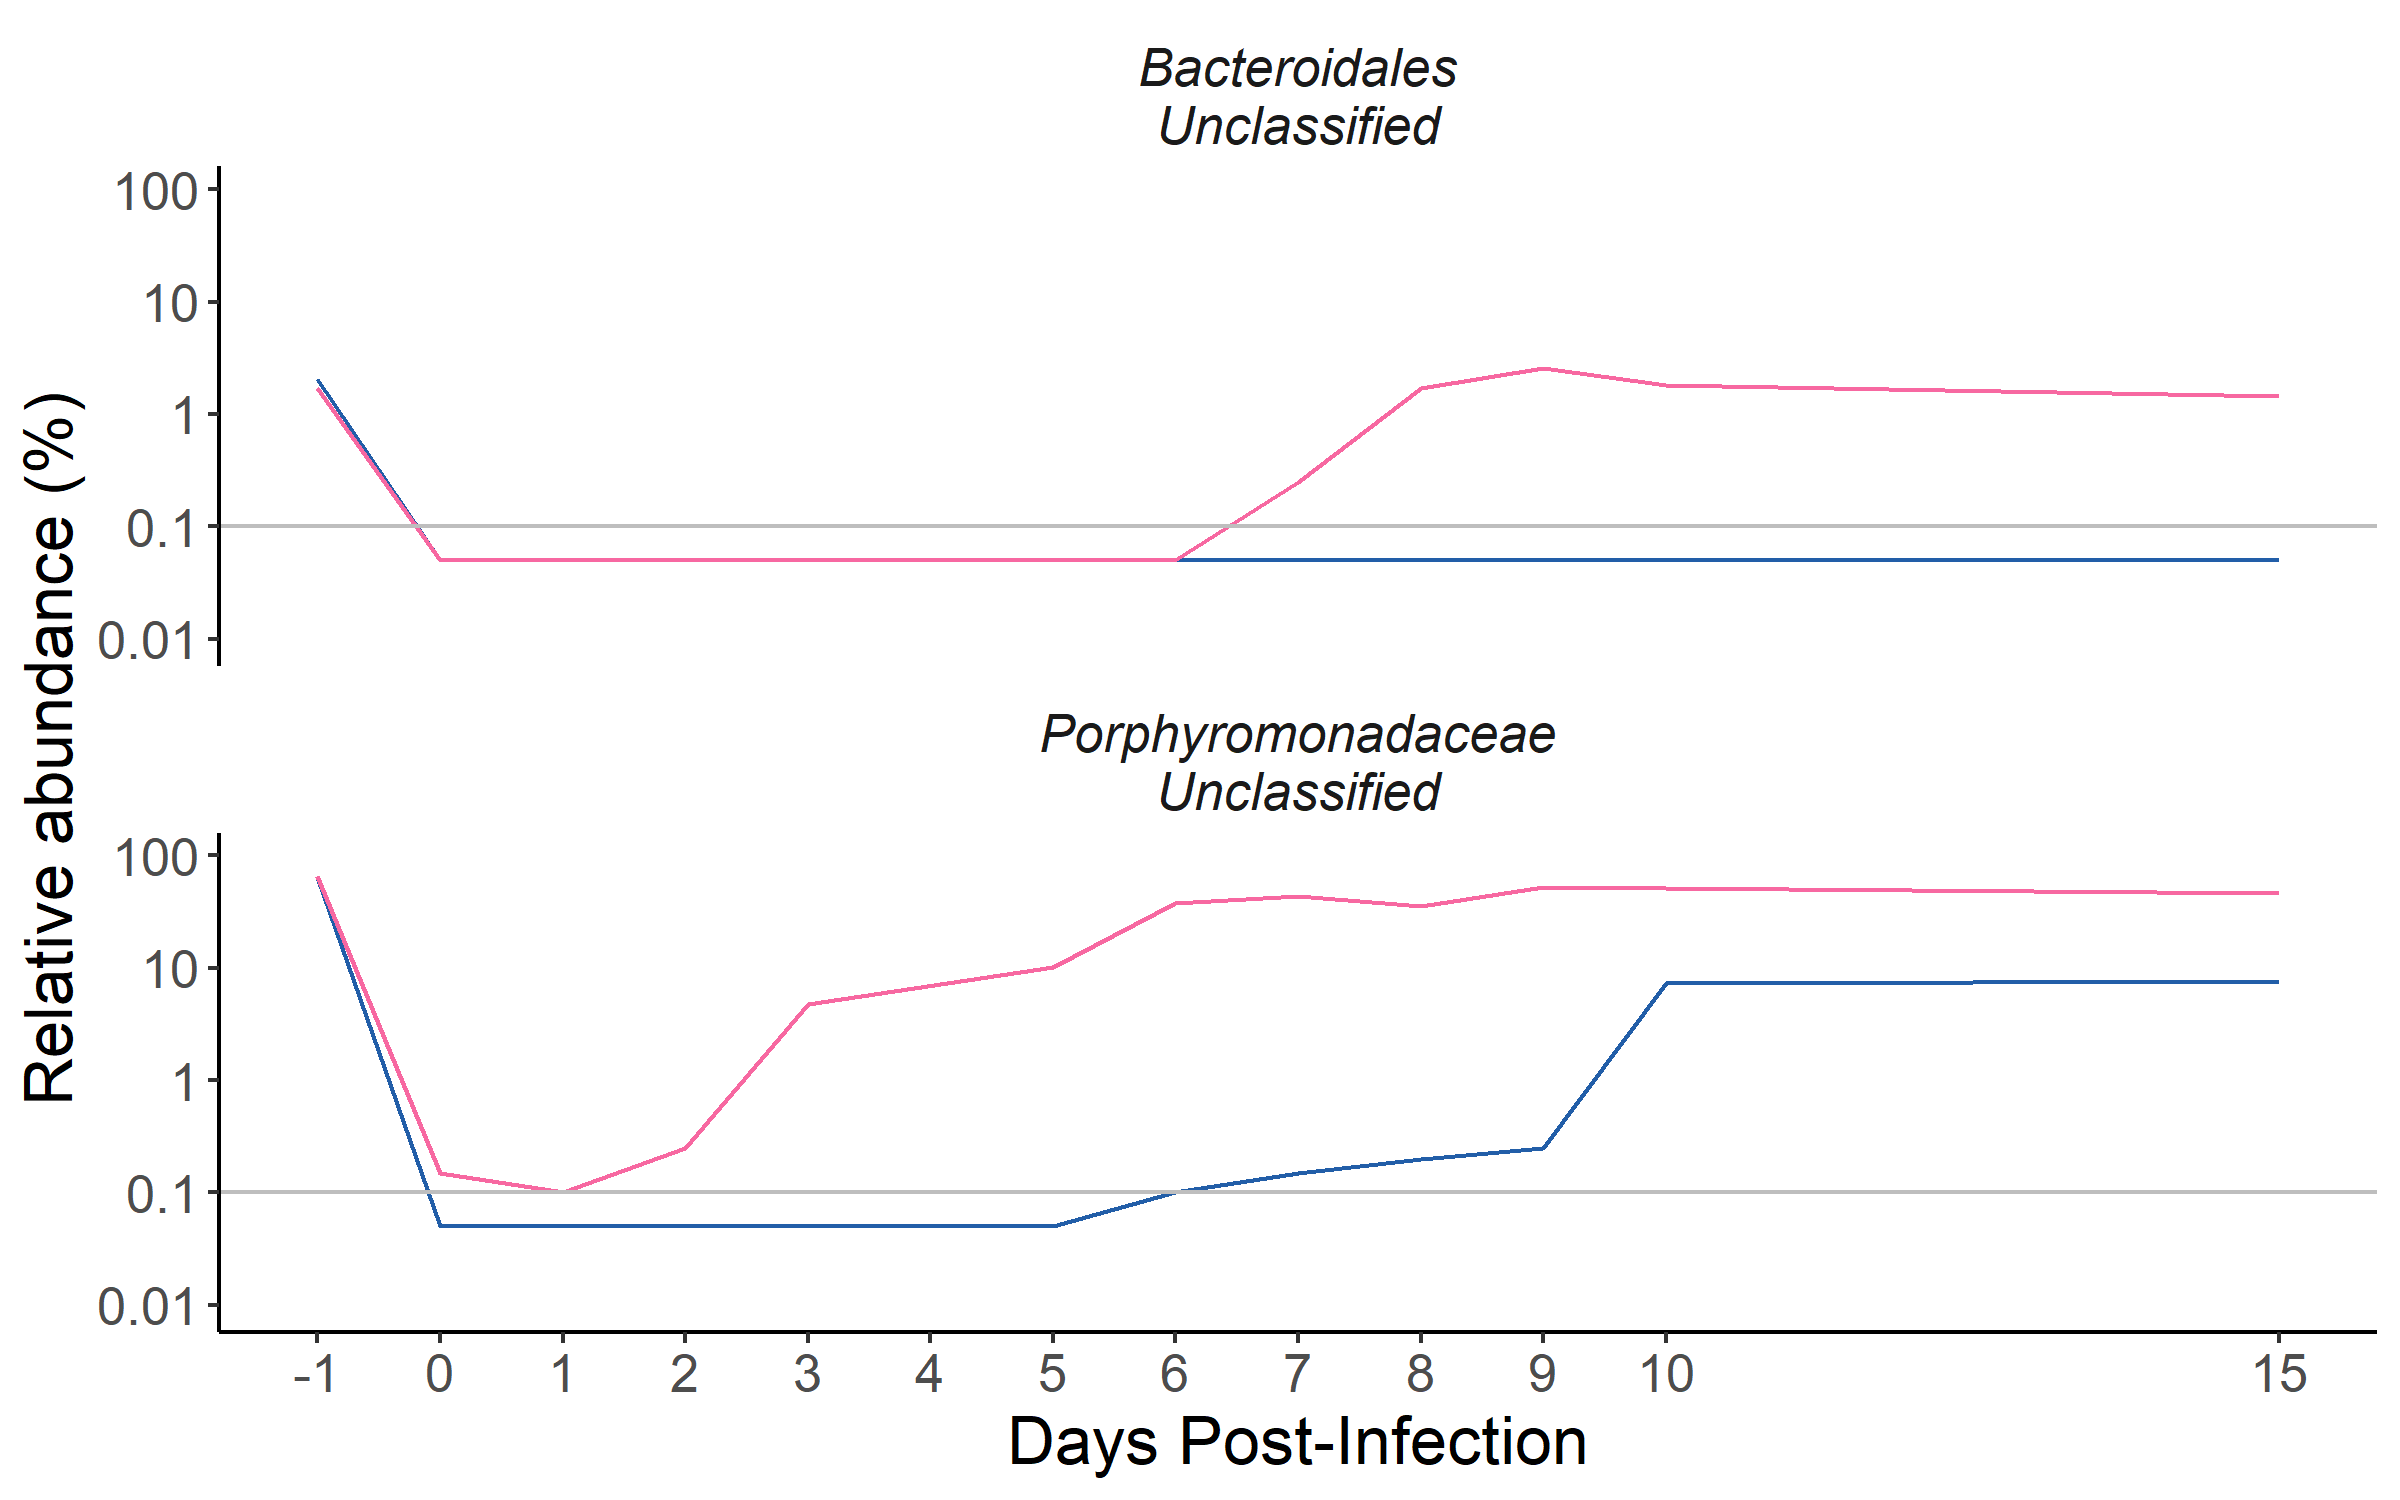 Bacteroidales
Unclassified
100
10
1
0.1
0.01
Relative abundance (%)
Porphyromonadaceae
Unclassified
100
10
1
0.1
0.01
-1 0 1 2 3 4 5 6 7 8 9 10 15
Days Post-Infection